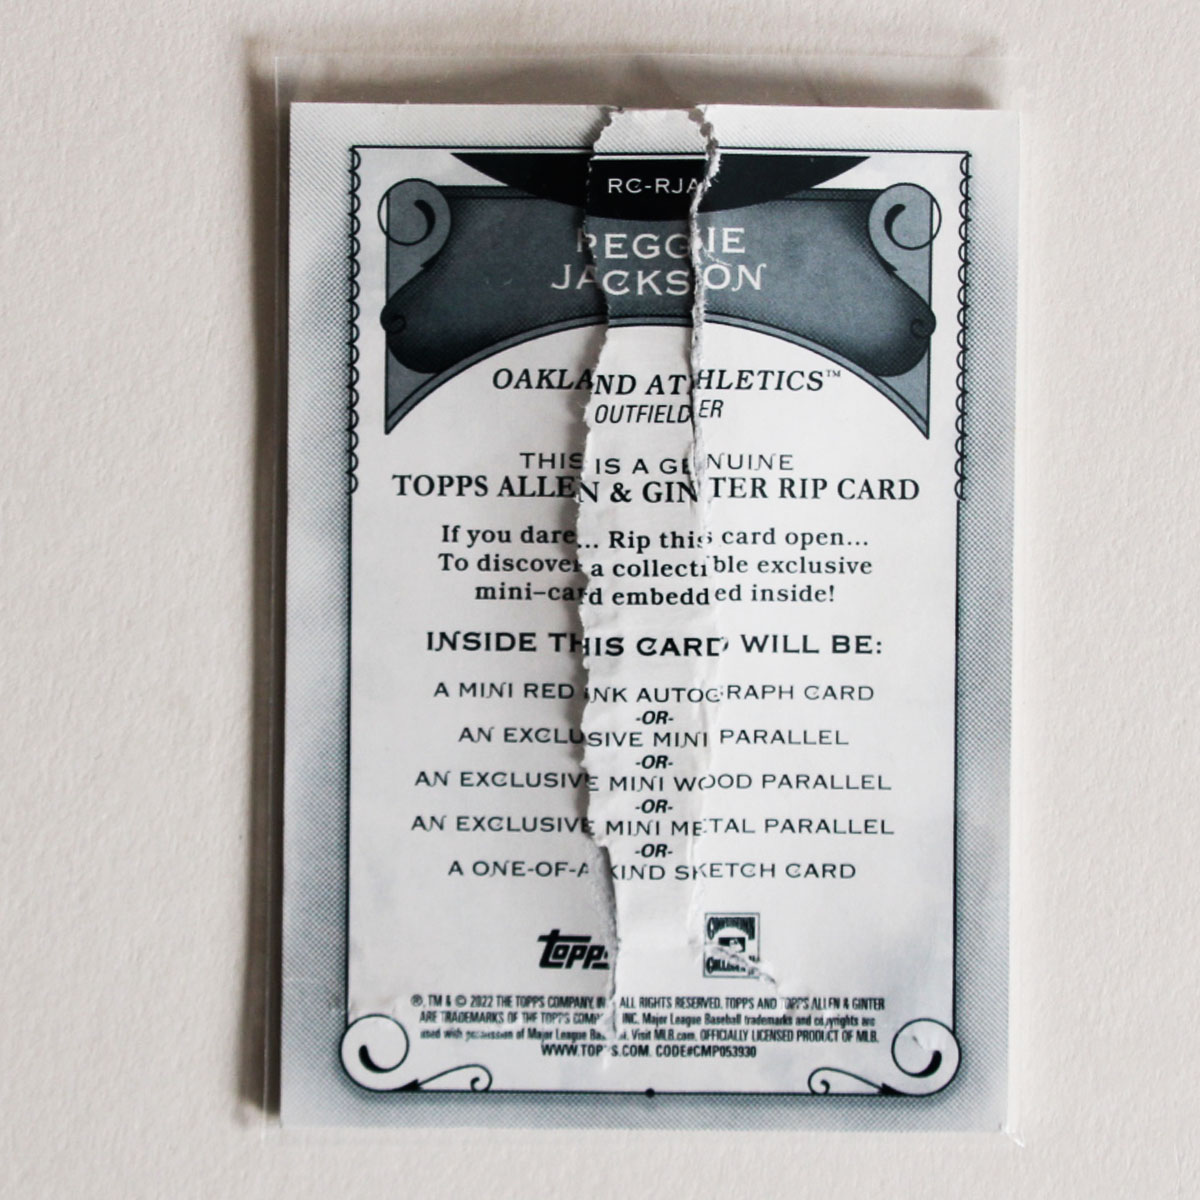 RC-RJA
REGGIE
JACKSON
OAKLAND ATHLETICS™
OUTFIELDER
THIS IS A GENUINE
TOPPS ALLEN & GINTER RIP CARD
If you dare... Rip this card open...
To discover a collectible exclusive
mini-card embedded inside!
INSIDE THIS CARD WILL BE:
A MINI RED INK AUTOGRAPH CARD
-OR-
AN EXCLUSIVE MINI PARALLEL
-OR-
AN EXCLUSIVE MINI WOOD PARALLEL
-OR-
AN EXCLUSIVE MINI METAL PARALLEL
-OR-
A ONE-OF-A KIND SKETCH CARD
topps
®, TM & © 2022 THE TOPPS COMPANY, IN ALL RIGHTS RESERVED. TOPPS AND TOPPS ALLEN & GINTER
ARE TRADEMARKS OF THE TOPPS COMP INC. Major League Baseball trademarks and copyrights are
used with permission of Major League Ba Visit MLB.com. OFFICIALLY LICENSED PRODUCT OF MLB.
WWW.TOPPS.COM. CODE#CMP053930